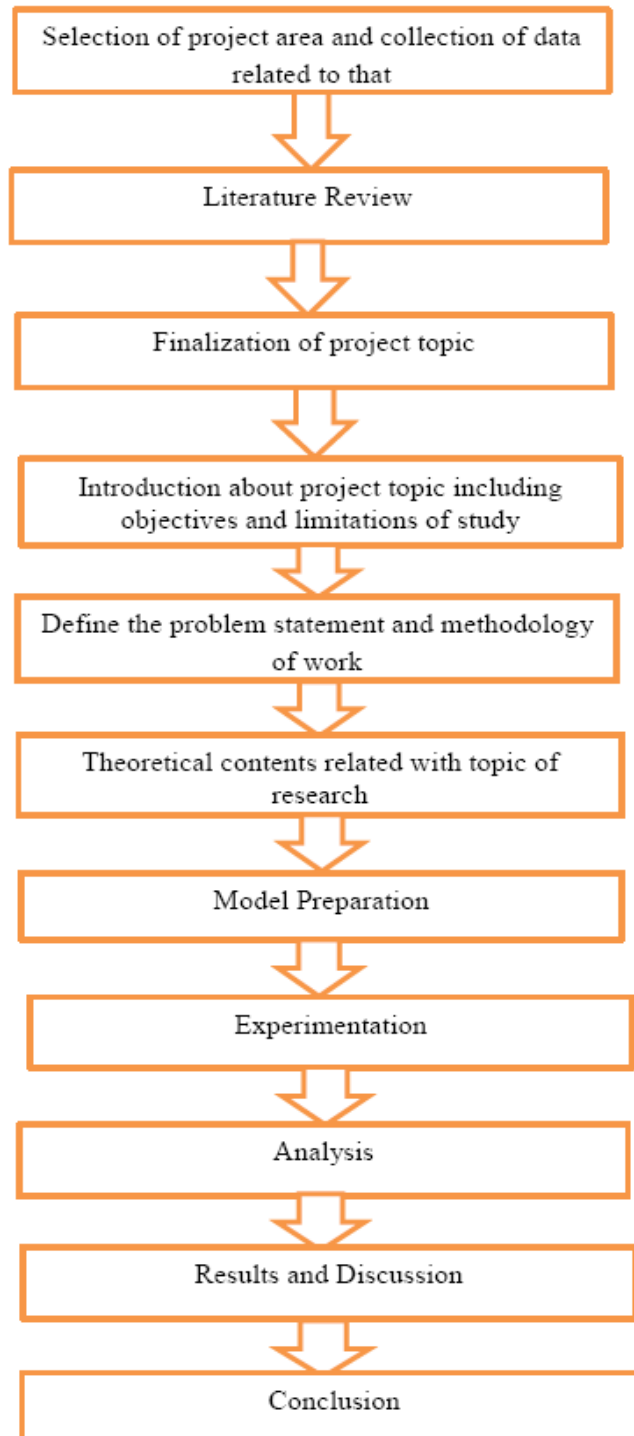 Selection of project area and collection of data
related to that
Literature Review
Finalization of project topic
Introduction about project topic including
objectives and limitations of study
Define the problem statement and methodology
of work
Theoretical contents related with topic of
research
Model Preparation
Experimentation
Analysis
Results and Discussion
Conclusion